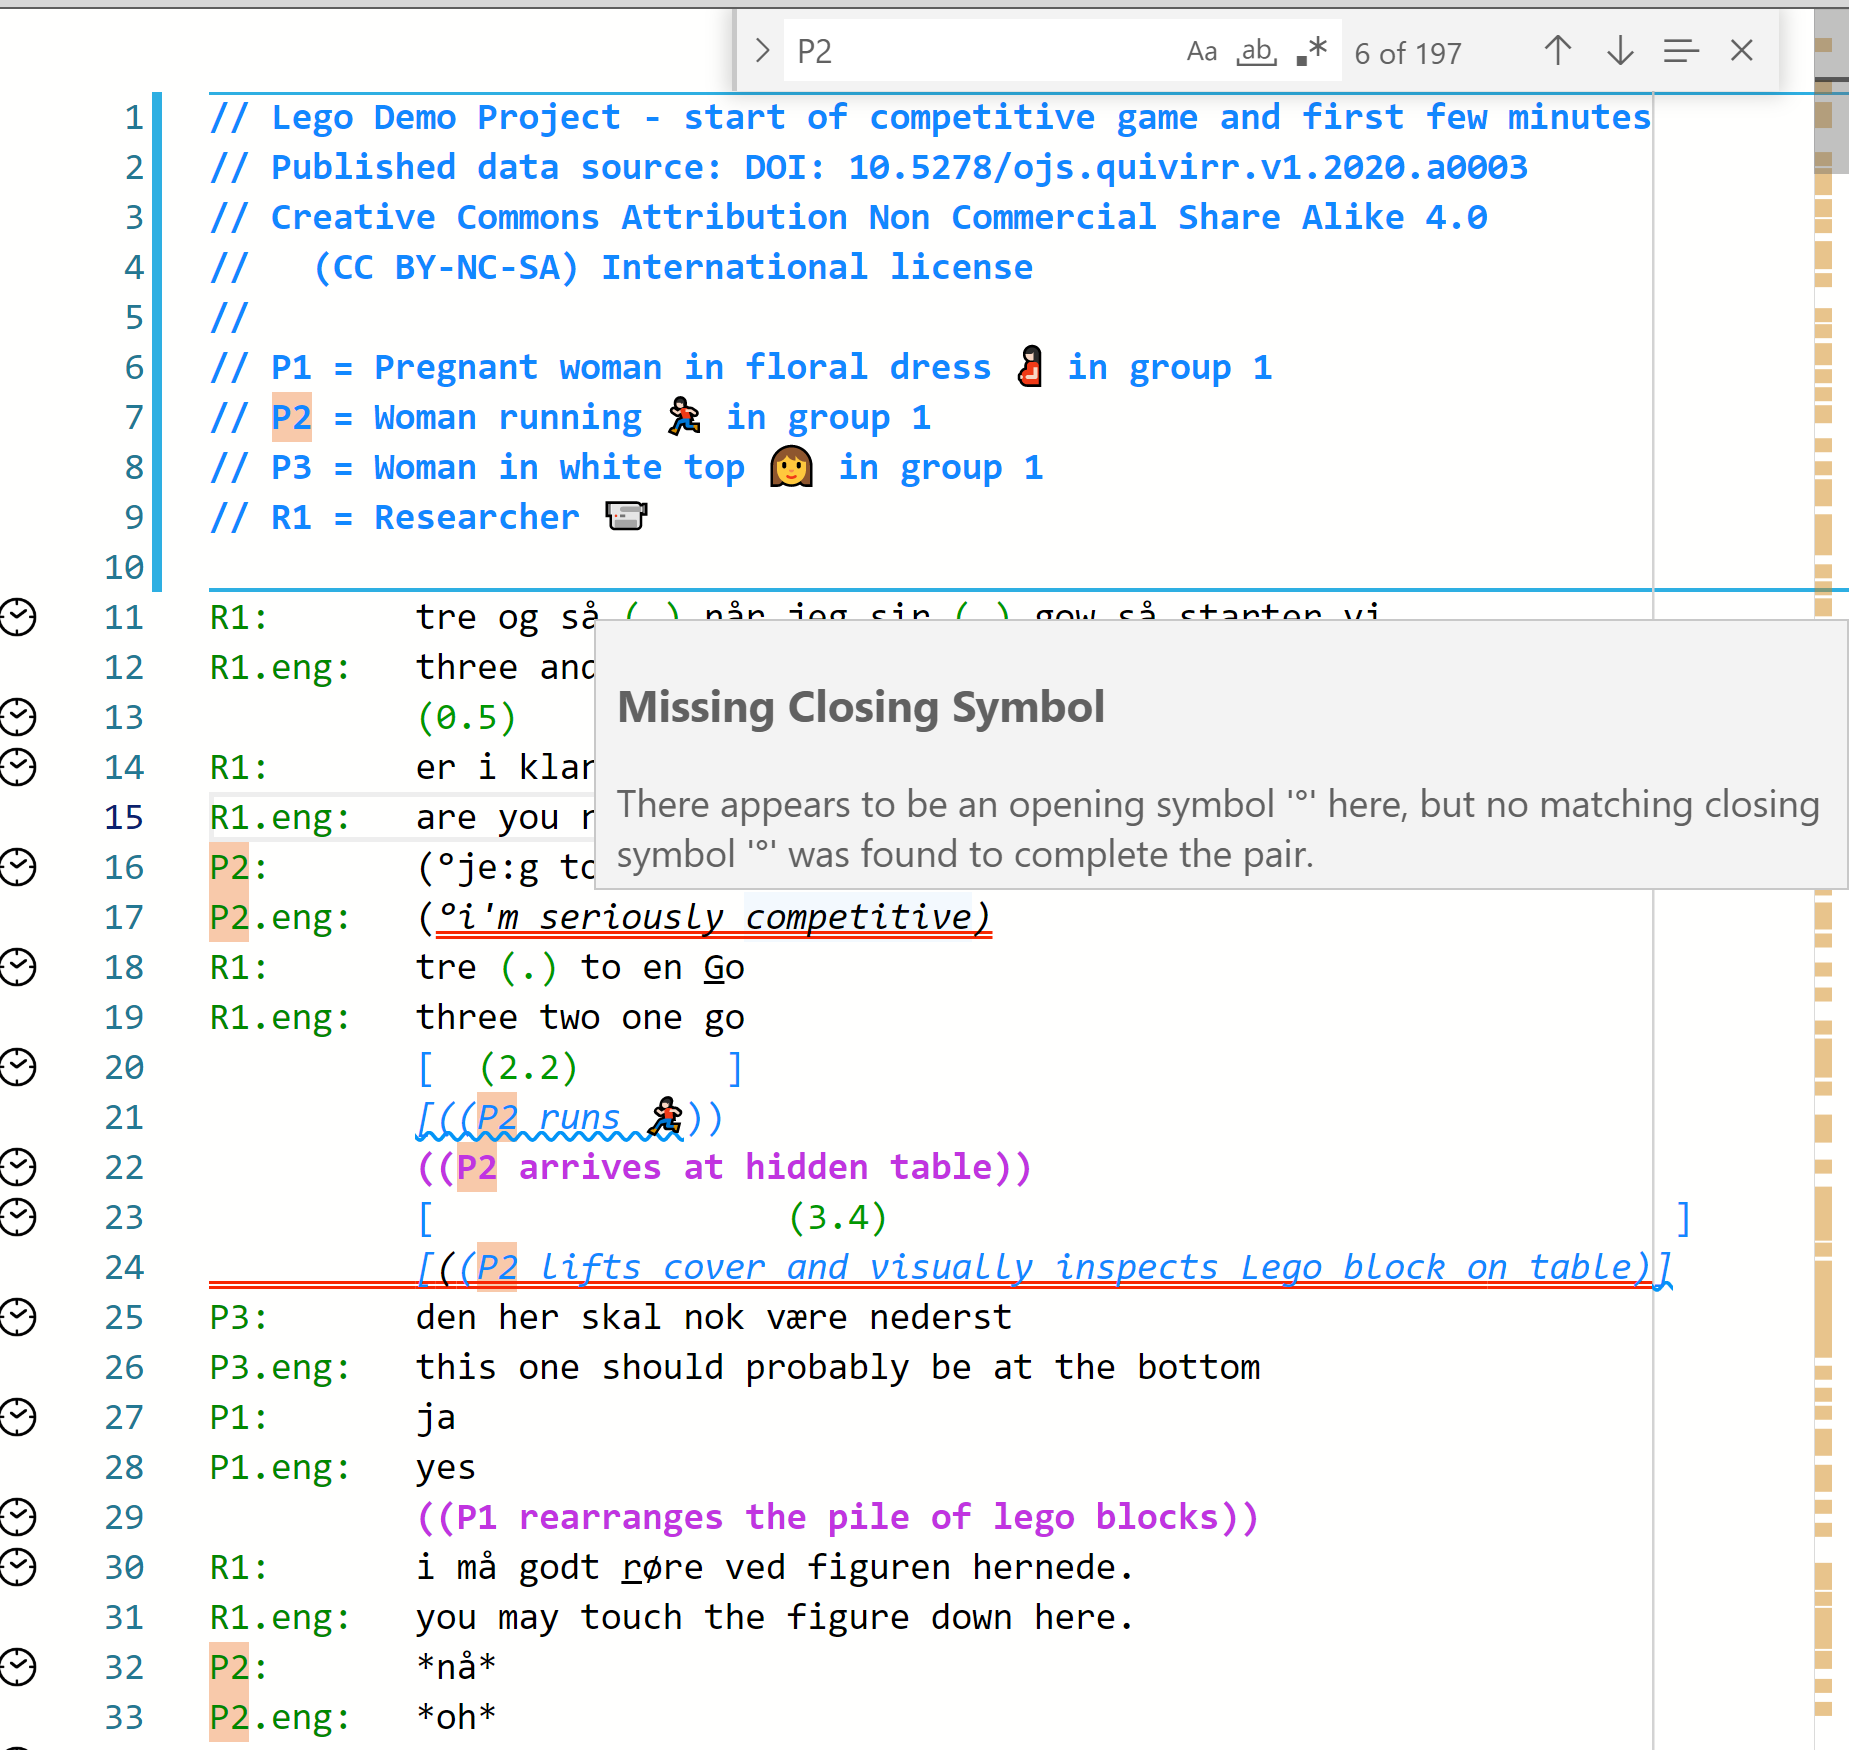 P2 Aa ab 6 of 197
1 // Lego Demo Project - start of competitive game and first few minutes
2 // Published data source: DOI: 10.5278/ojs.quivirr.v1.2020.a0003
3 // Creative Commons Attribution Non Commercial Share Alike 4.0
4 //   (CC BY-NC-SA) International license
5 //
6 // P1 = Pregnant woman in floral dress in group 1
7 // P2 = Woman running 🏃 in group 1
8 // P3 = Woman in white top 👩 in group 1
9 // R1 = Researcher
10
11 R1: tre og så (.) når jeg sir (.) gow så starter vi
12 R1.eng: three and
13 (0.5)
14 R1: er i klar
15 R1.eng: are you r
Missing Closing Symbol
There appears to be an opening symbol '°' here, but no matching closing
symbol '°' was found to complete the pair.
16 P2: (°je:g to
17 P2.eng: (°i'm seriously competitive)
18 R1: tre (.) to en Go
19 R1.eng: three two one go
20 [  (2.2)       ]
21 [((P2 runs 🏃))
22 ((P2 arrives at hidden table))
23 [                 (3.4)                                      ]
24 [((P2 lifts cover and visually inspects Lego block on table)]
25 P3: den her skal nok være nederst
26 P3.eng: this one should probably be at the bottom
27 P1: ja
28 P1.eng: yes
29 ((P1 rearranges the pile of lego blocks))
30 R1: i må godt røre ved figuren hernede.
31 R1.eng: you may touch the figure down here.
32 P2: *nå*
33 P2.eng: *oh*